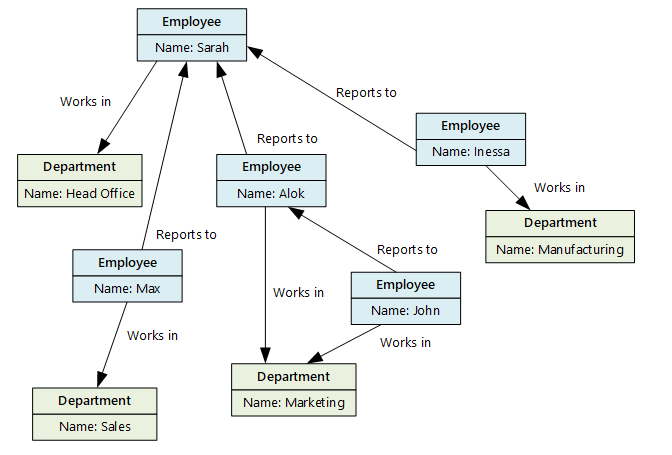 Employee
Name: Sarah
Works in
Reports to
Employee
Name: Inessa
Reports to
Department
Name: Head Office
Employee
Name: Alok
Works in
Department
Name: Manufacturing
Reports to
Employee
Name: Max
Reports to
Employee
Name: John
Works in
Works in
Works in
Department
Name: Marketing
Department
Name: Sales